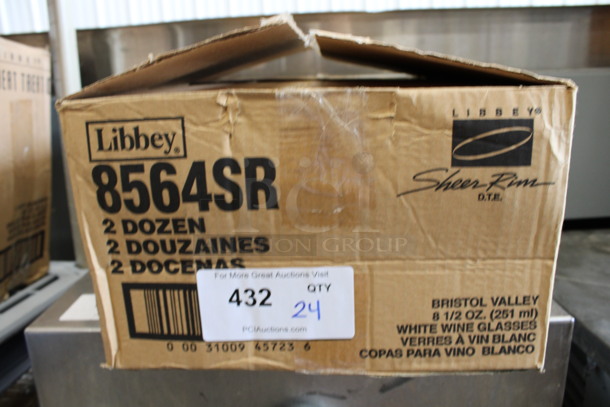 Libbey®
8564SR
2 DOZEN
2 DOUZAINES
2 DOCENAS
For More Great Auctions Visit
432
QTY
24
PCIAuctions.com
0 00 31009 45723 6
LIBBEY®
Sheer Rim
D.T.E.
BRISTOL VALLEY
8 1/2 OZ. (251 ml)
WHITE WINE GLASSES
VERRES À VIN BLANC
COPAS PARA VINO BLANCO
GROUP